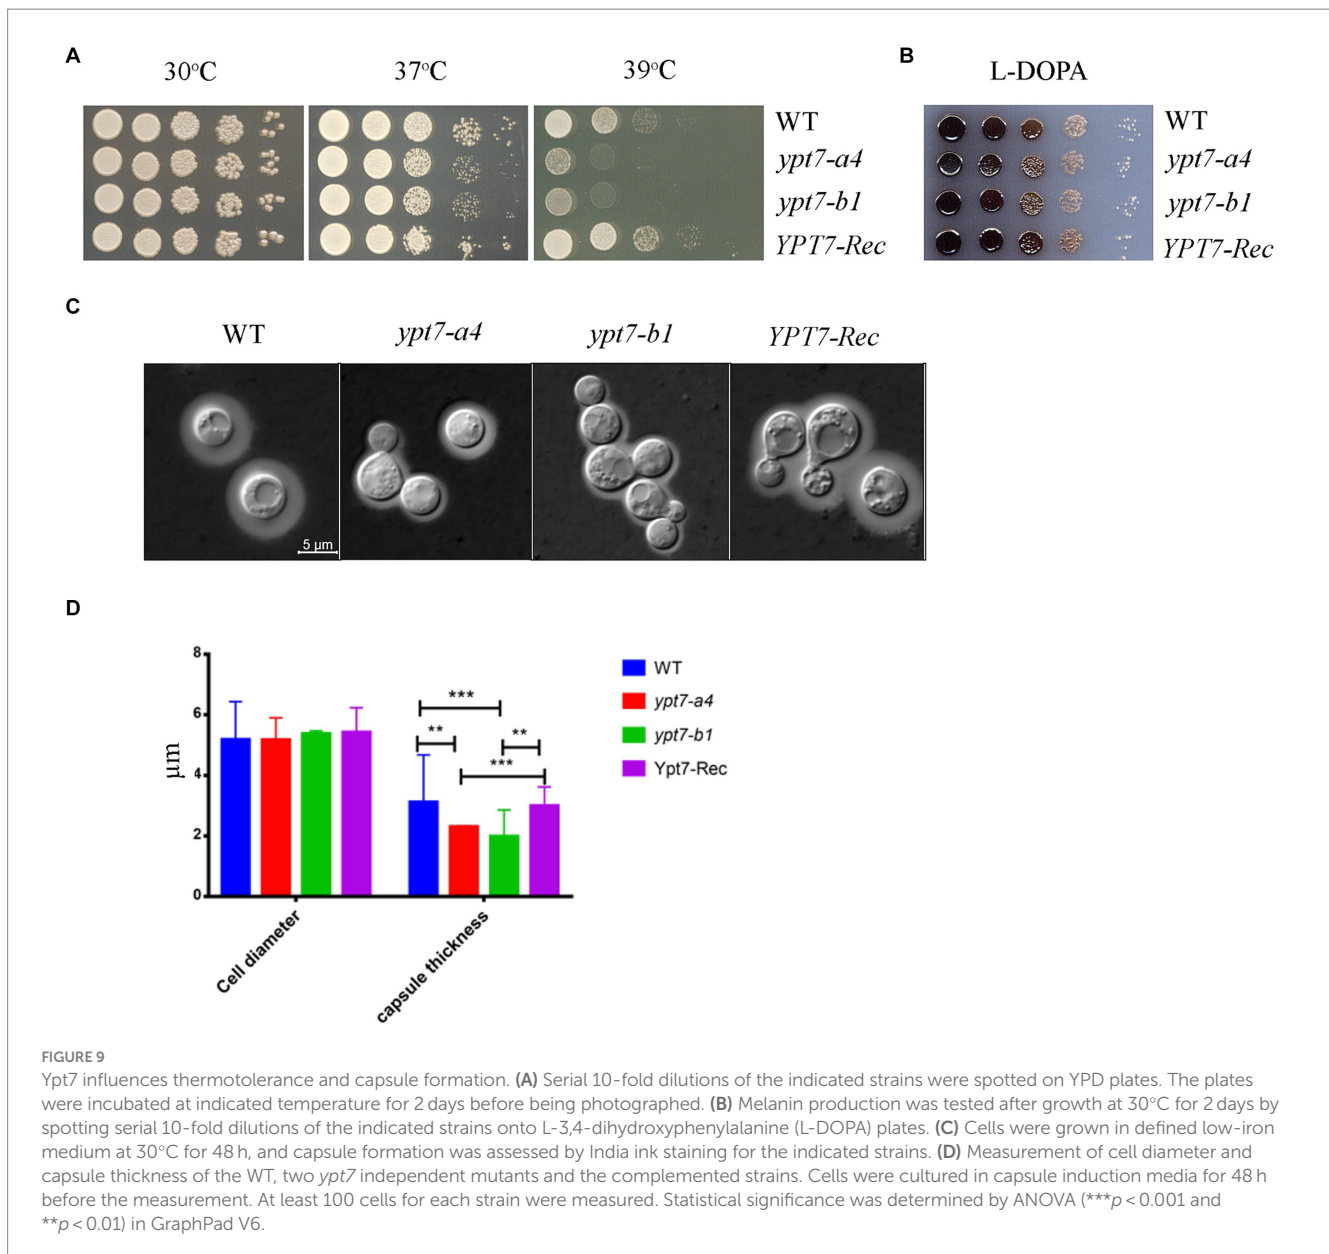 A
30°C
37°C
39°C
WT
ypt7-a4
ypt7-b1
YPT7-Rec
B
L-DOPA
WT
ypt7-a4
ypt7-b1
YPT7-Rec
C
WT
ypt7-a4
ypt7-b1
YPT7-Rec
5 µm
D
8
6
4
2
0
µm
***
**
**
***
WT
ypt7-a4
ypt7-b1
Ypt7-Rec
Cell diameter
capsule thickness
FIGURE 9
Ypt7 influences thermotolerance and capsule formation. (A) Serial 10-fold dilutions of the indicated strains were spotted on YPD plates. The plates
were incubated at indicated temperature for 2 days before being photographed. (B) Melanin production was tested after growth at 30°C for 2 days by
spotting serial 10-fold dilutions of the indicated strains onto L-3,4-dihydroxyphenylalanine (L-DOPA) plates. (C) Cells were grown in defined low-iron
medium at 30°C for 48 h, and capsule formation was assessed by India ink staining for the indicated strains. (D) Measurement of cell diameter and
capsule thickness of the WT, two ypt7 independent mutants and the complemented strains. Cells were cultured in capsule induction media for 48 h
before the measurement. At least 100 cells for each strain were measured. Statistical significance was determined by ANOVA (***p < 0.001 and
**p < 0.01) in GraphPad V6.